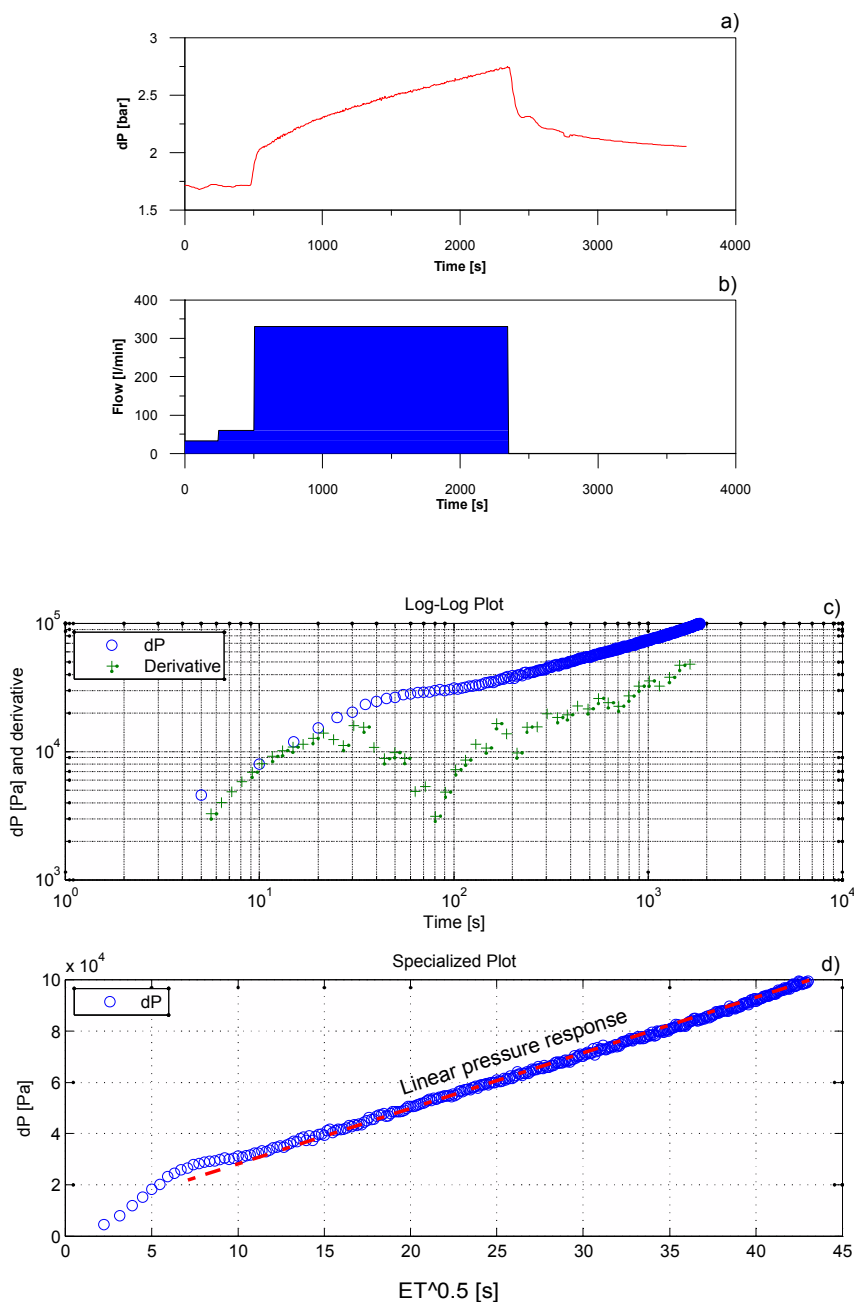 a)
3
2.5
2
1.5
dP [bar]
0 1000 2000 3000 4000
Time [s]
b)
400
300
200
100
0
Flow [l/min]
0 1000 2000 3000 4000
Time [s]
c)
Log-Log Plot
10^5
10^4
10^3
dP [Pa] and derivative
dP
Derivative
10^0 10^1 10^2 10^3 10^4
Time [s]
d)
x 10^4
Specialized Plot
10
8
6
4
2
0
dP [Pa]
dP
Linear pressure response
0 5 10 15 20 25 30 35 40 45
ET^0.5 [s]